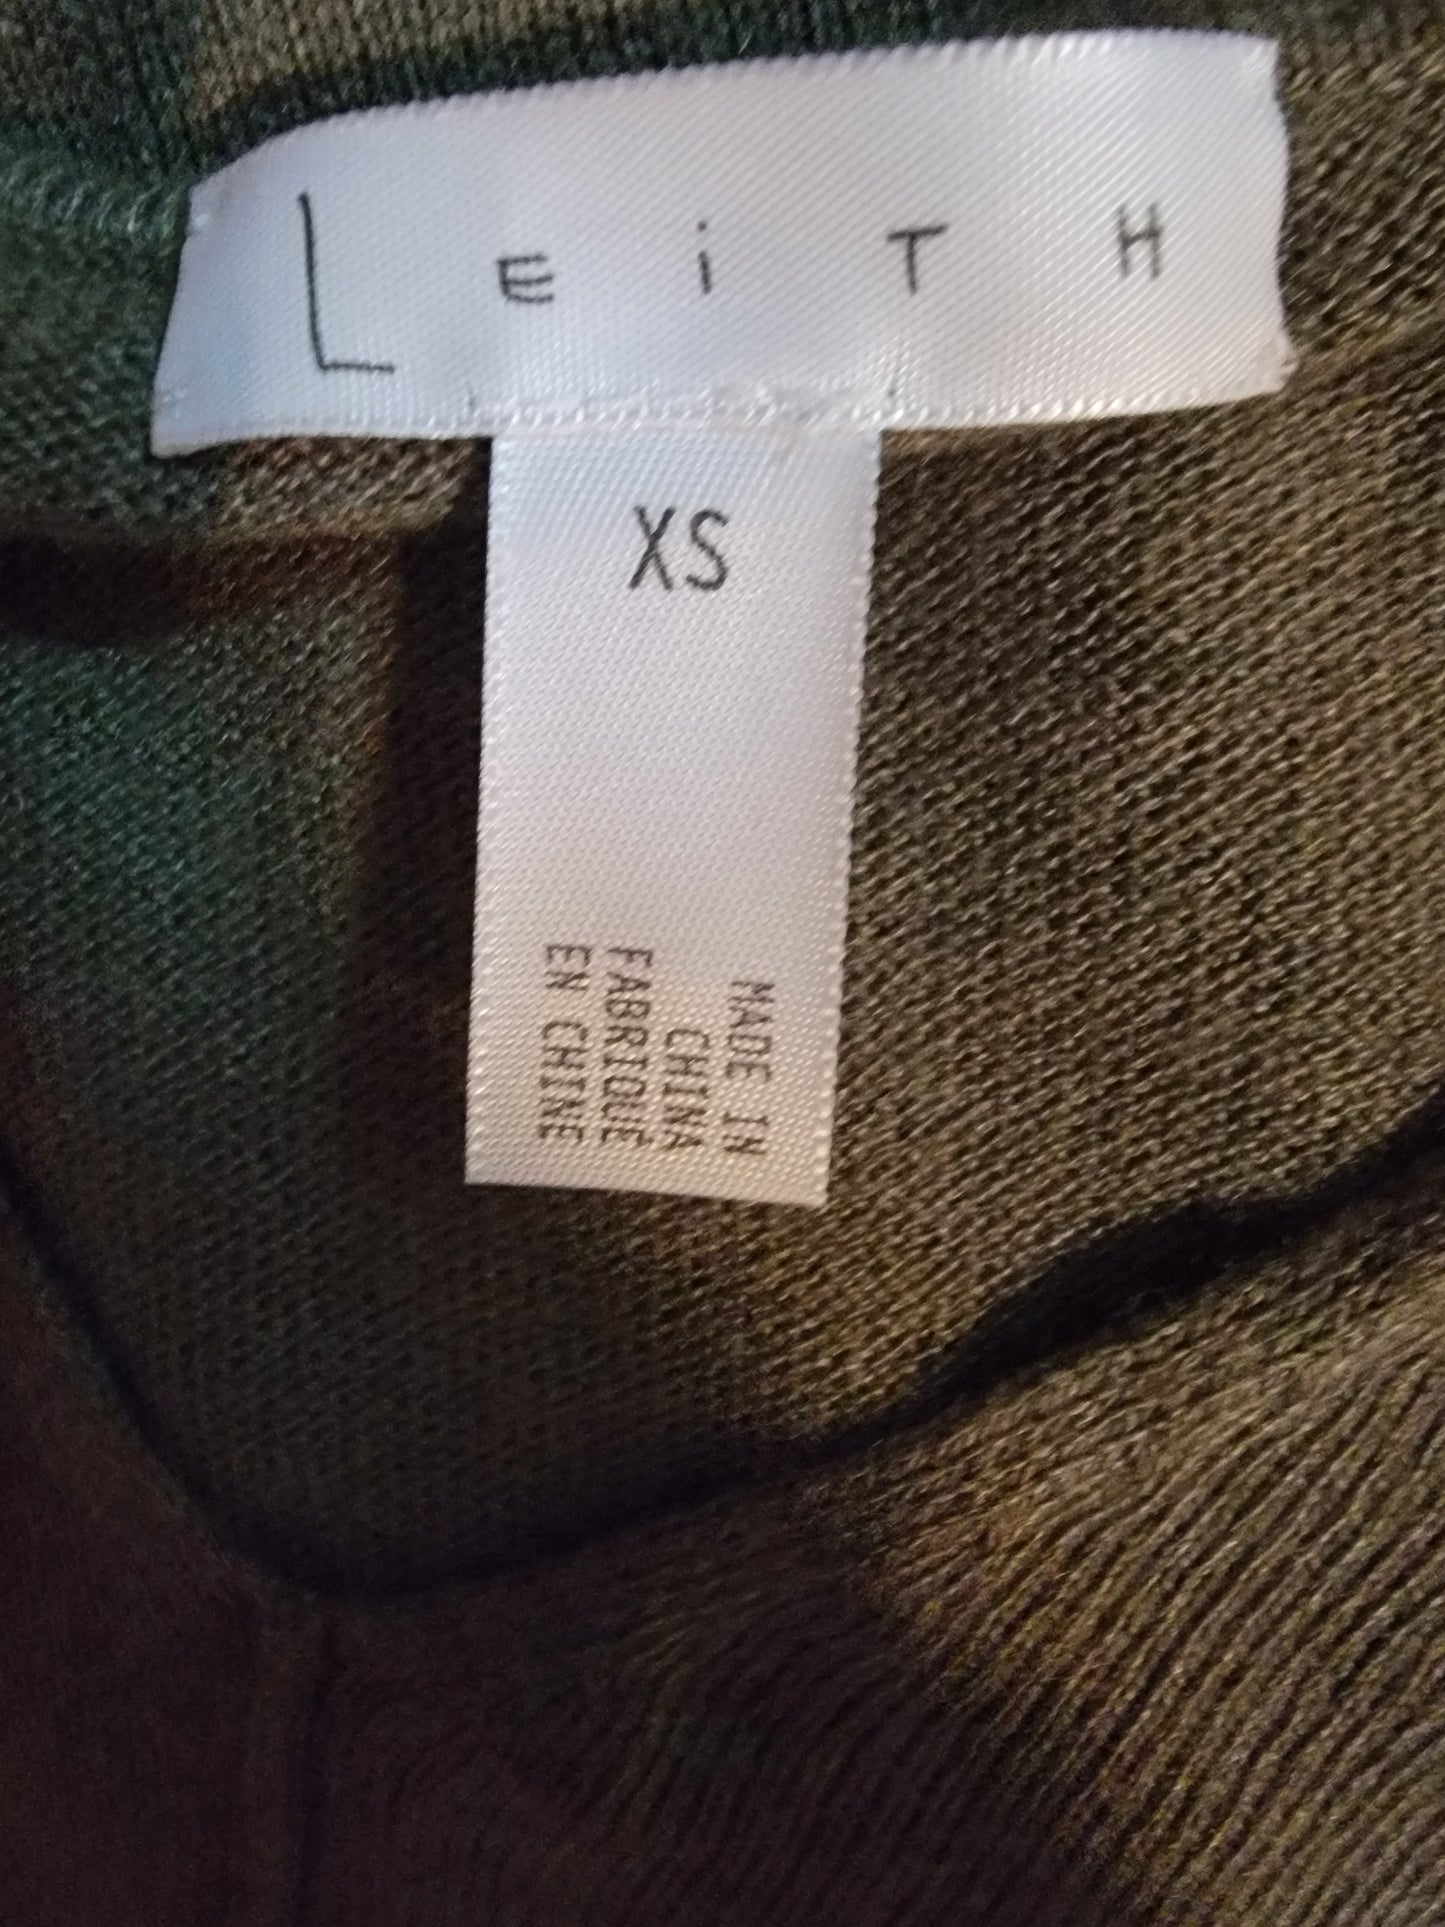 LEiTH
XS
MADE IN
CHINA
FABRIQUÉ
EN CHINE